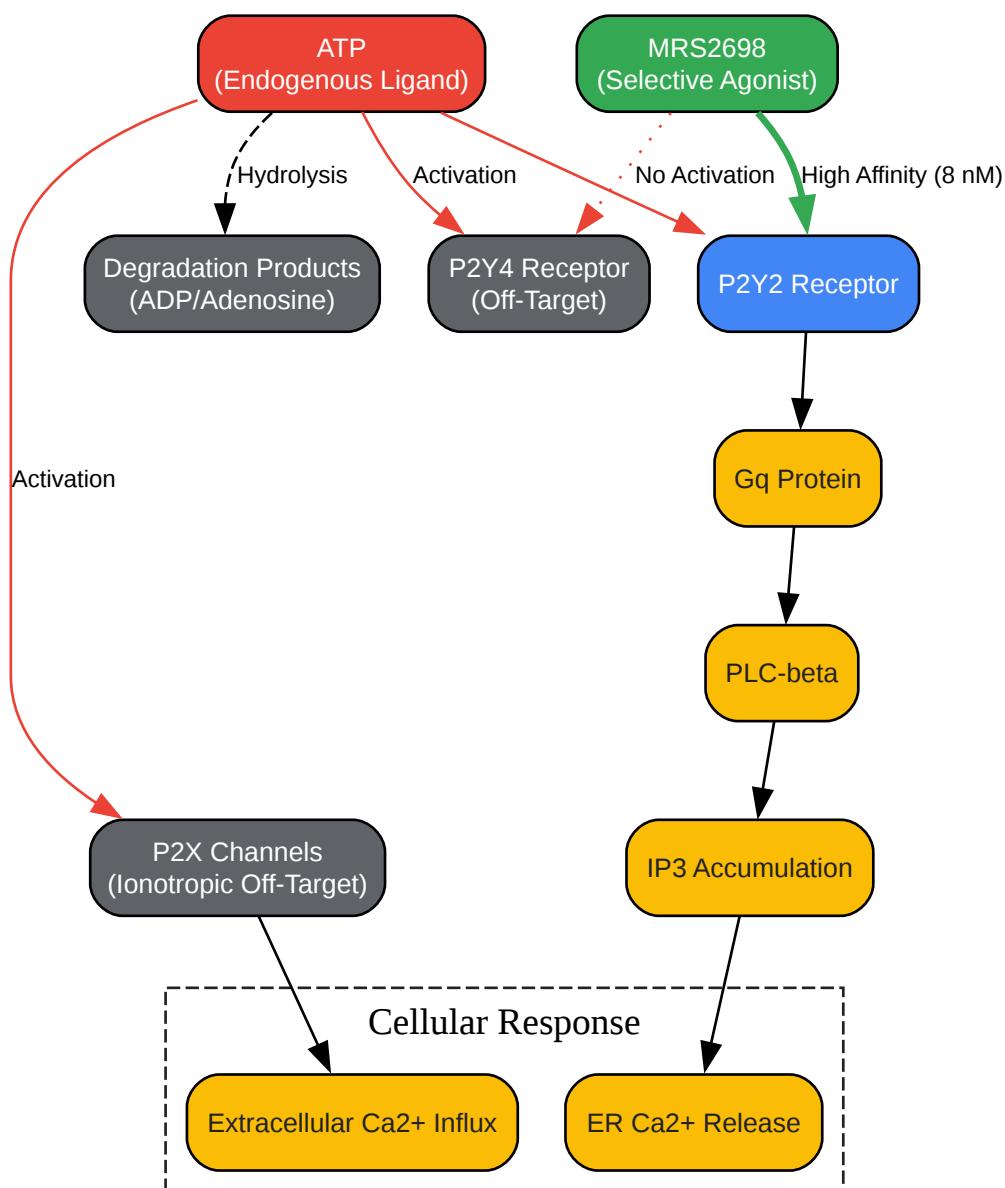 ATP
(Endogenous Ligand)
MRS2698
(Selective Agonist)
Hydrolysis
Activation
No Activation
High Affinity (8 nM)
Degradation Products
(ADP/Adenosine)
P2Y4 Receptor
(Off-Target)
P2Y2 Receptor
Gq Protein
Activation
PLC-beta
P2X Channels
(Ionotropic Off-Target)
IP3 Accumulation
Cellular Response
Extracellular Ca2+ Influx
ER Ca2+ Release